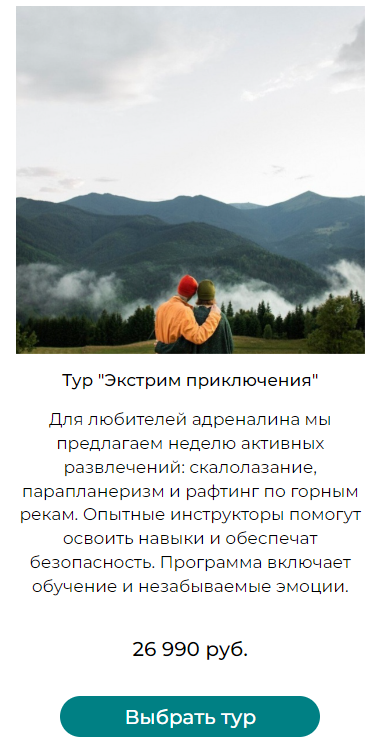 Тур "Экстрим приключения"
Для любителей адреналина мы
предлагаем неделю активных
развлечений: скалолазание,
парапланеризм и рафтинг по горным
рекам. Опытные инструкторы помогут
освоить навыки и обеспечат
безопасность. Программа включает
обучение и незабываемые эмоции.
26 990 руб.
Выбрать тур